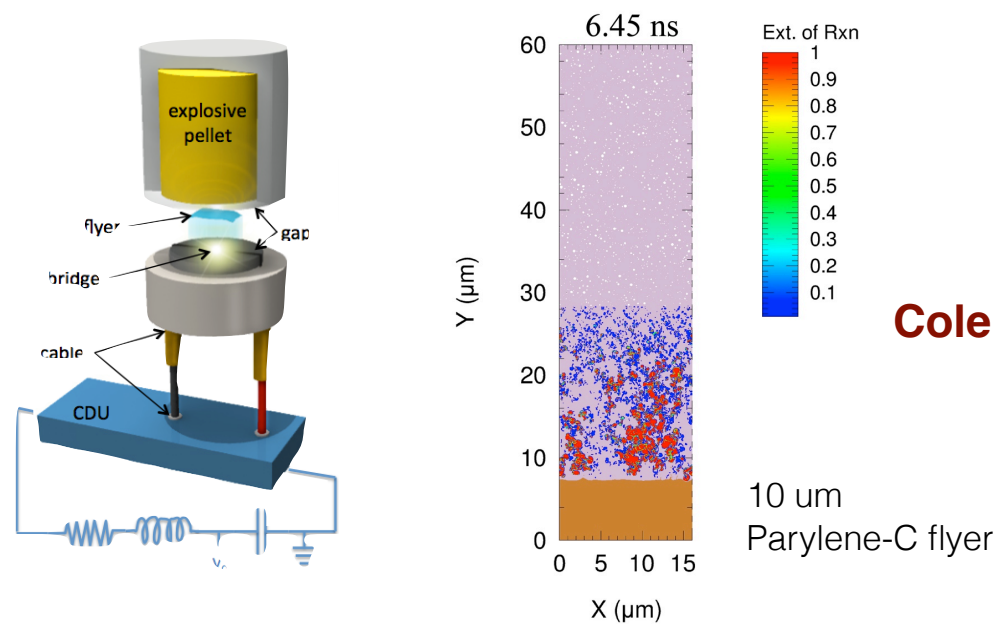 explosive
pellet
flyer
gap
bridge
cable
CDU
6.45 ns
60
50
40
30
20
10
0
0 5 10 15
Y (µm)
X (µm)
Ext. of Rxn
1
0.9
0.8
0.7
0.6
0.5
0.4
0.3
0.2
0.1
Cole
10 um
Parylene-C flyer